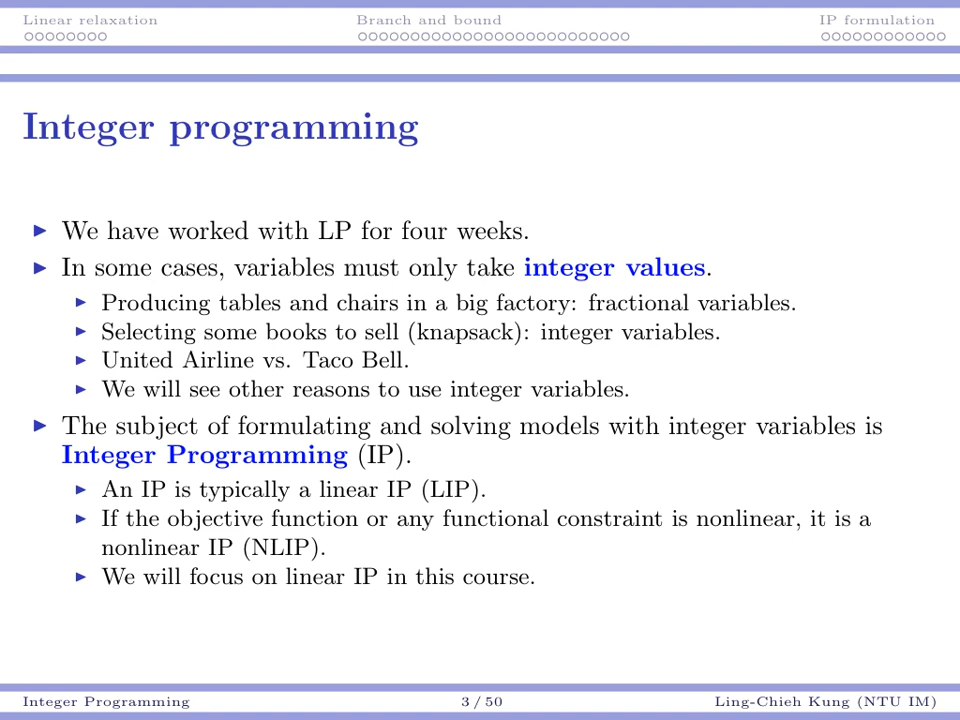 Linear relaxation Branch and bound IP formulation
Integer programming
We have worked with LP for four weeks.
In some cases, variables must only take integer values.
Producing tables and chairs in a big factory: fractional variables.
Selecting some books to sell (knapsack): integer variables.
United Airline vs. Taco Bell.
We will see other reasons to use integer variables.
The subject of formulating and solving models with integer variables is
Integer Programming (IP).
An IP is typically a linear IP (LIP).
If the objective function or any functional constraint is nonlinear, it is a
nonlinear IP (NLIP).
We will focus on linear IP in this course.
Integer Programming 3 / 50 Ling-Chieh Kung (NTU IM)